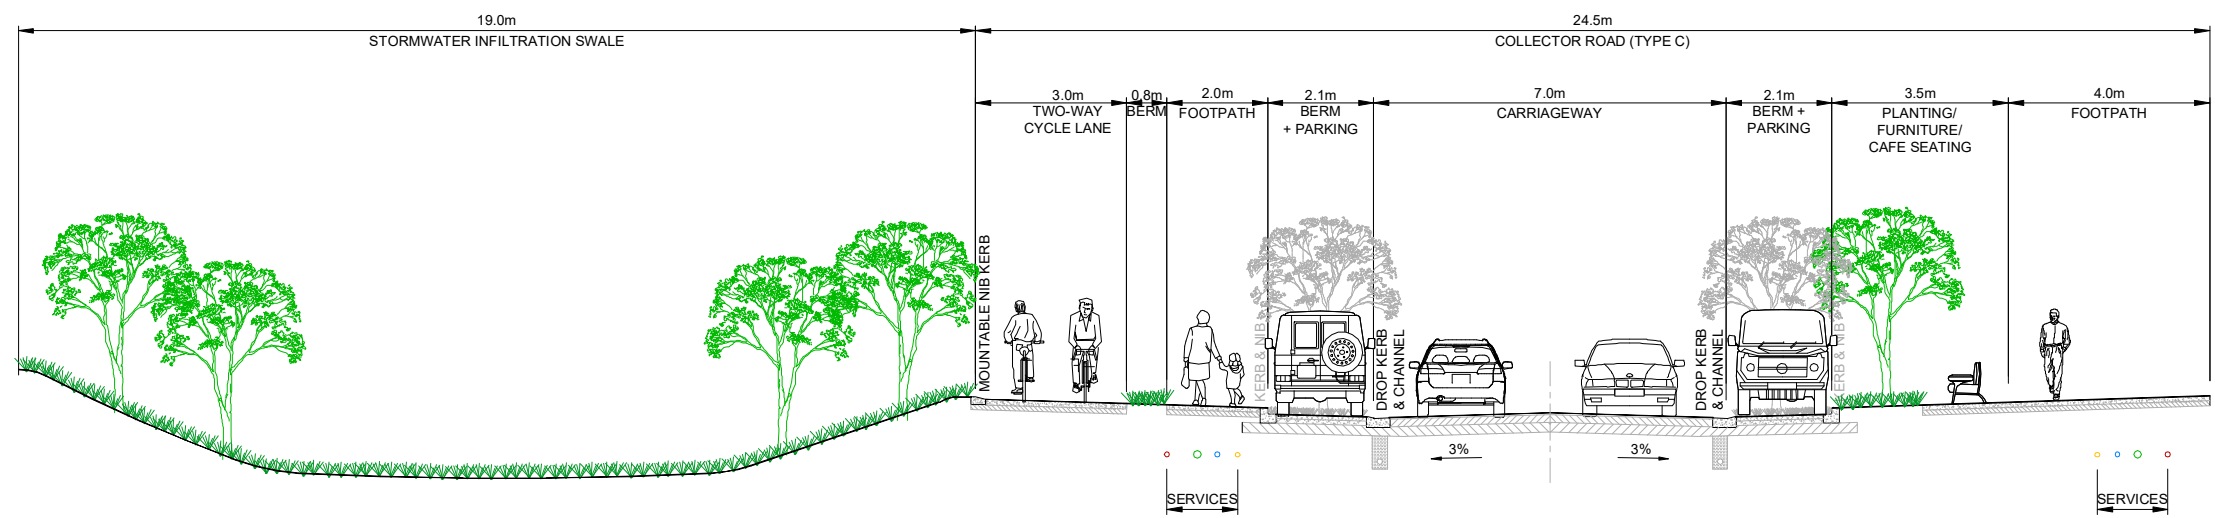 19.0m
STORMWATER INFILTRATION SWALE
24.5m
COLLECTOR ROAD (TYPE C)
3.0m
TWO-WAY
CYCLE LANE
0.8m
BERM
2.0m
FOOTPATH
2.1m
BERM
+ PARKING
7.0m
CARRIAGEWAY
2.1m
BERM +
PARKING
3.5m
PLANTING/
FURNITURE/
CAFE SEATING
4.0m
FOOTPATH
MOUNTABLE NIB KERB
KERB & NIB
DROP KERB
& CHANNEL
DROP KERB
& CHANNEL
KERB & NIB
3%
3%
SERVICES
SERVICES